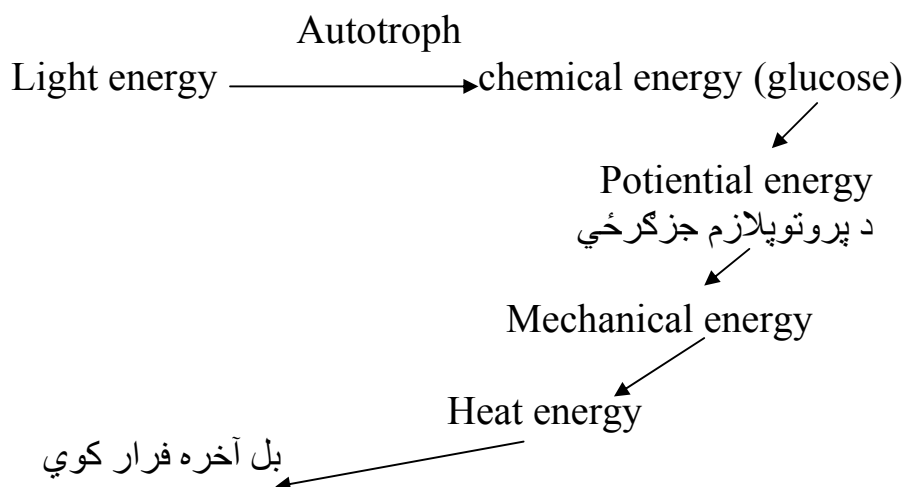 Autotroph
Light energy chemical energy (glucose)
Potiential energy
د پروتوپلازم جزګرځي
Mechanical energy
Heat energy
بل آخره فرار کوي